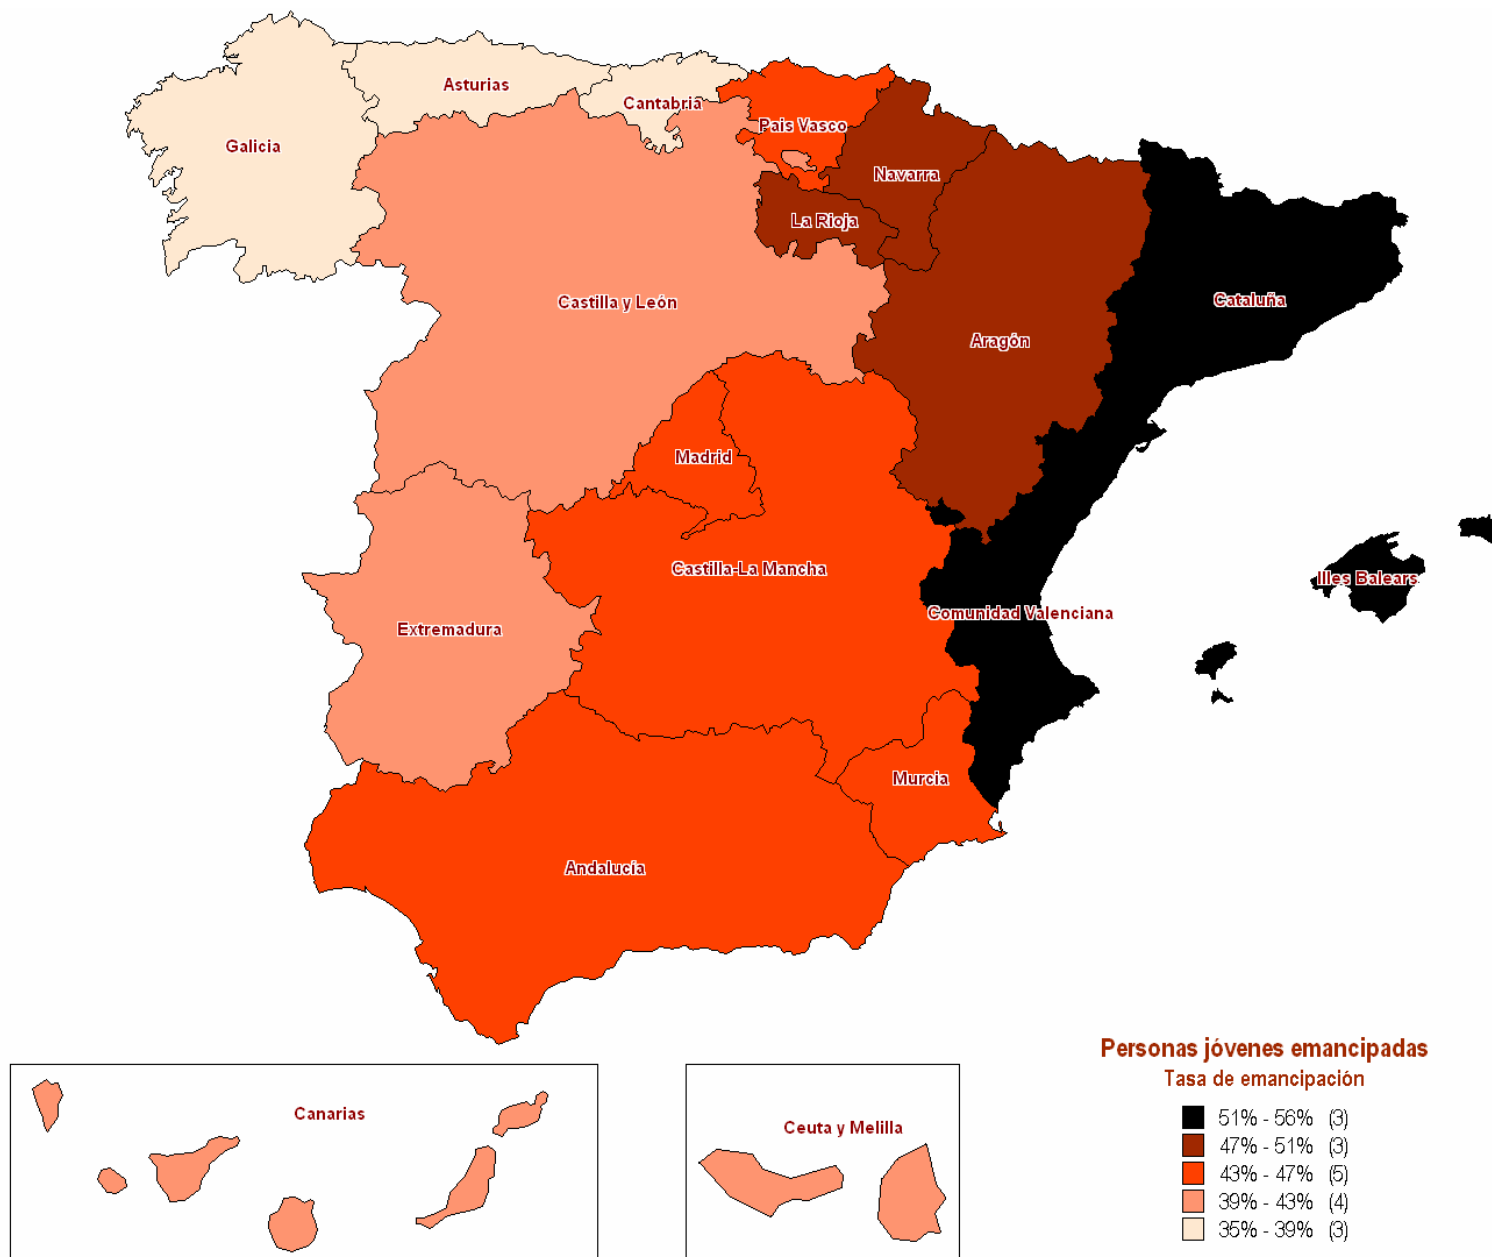 Asturias
Cantabria
Pais Vasco
Galicia
Navarra
La Rioja
Castilla y León
Cataluña
Aragón
Madrid
Castilla-La Mancha
Illes Balears
Comunidad Valenciana
Extremadura
Murcia
Andalucía
Personas jóvenes emancipadas
Tasa de emancipación
Canarias
Ceuta y Melilla
51% - 56% (3)
47% - 51% (3)
43% - 47% (5)
39% - 43% (4)
35% - 39% (3)